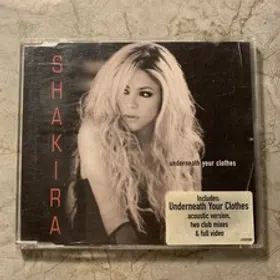 SHAKIRA
underneath your clothes
Includes:
Underneath Your Clothes
acoustic version,
two club mixes
& full video